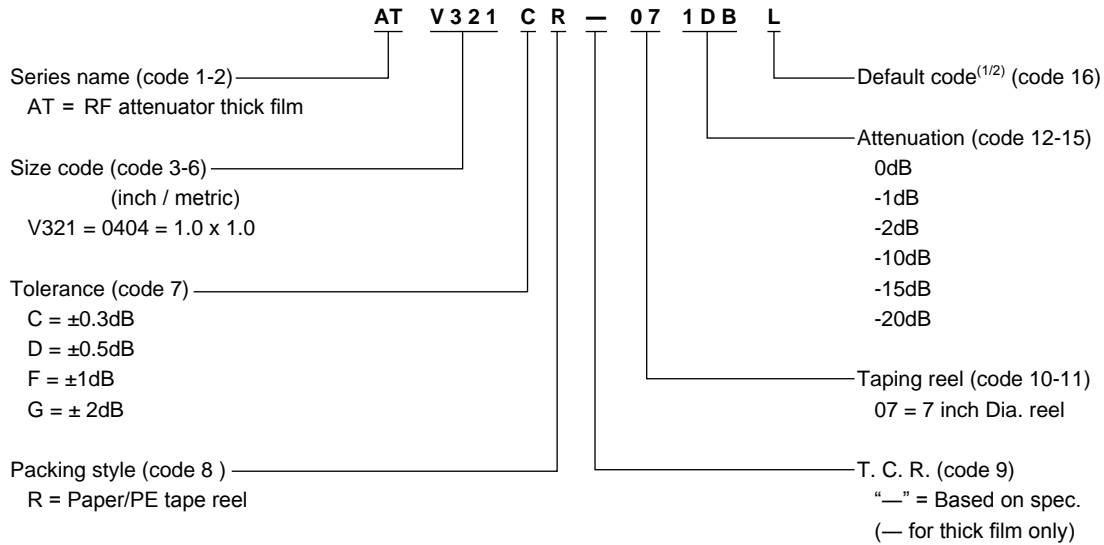 AT V321 C R — 07 1DB L
Series name (code 1-2)
AT = RF attenuator thick film
Size code (code 3-6)
(inch / metric)
V321 = 0404 = 1.0 x 1.0
Tolerance (code 7)
C = ±0.3dB
D = ±0.5dB
F = ±1dB
G = ± 2dB
Packing style (code 8 )
R = Paper/PE tape reel
Default code(1/2) (code 16)
Attenuation (code 12-15)
0dB
-1dB
-2dB
-10dB
-15dB
-20dB
Taping reel (code 10-11)
07 = 7 inch Dia. reel
T. C. R. (code 9)
“—” = Based on spec.
(— for thick film only)